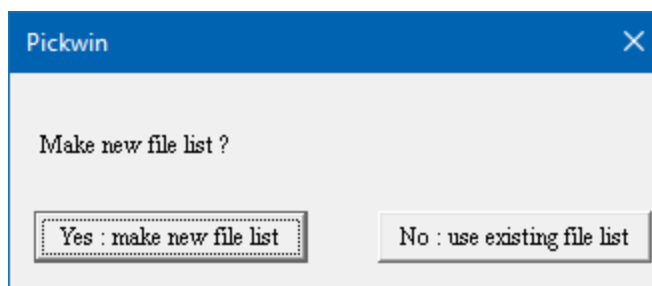 Pickwin
Make new file list ?
Yes : make new file list
No : use existing file list